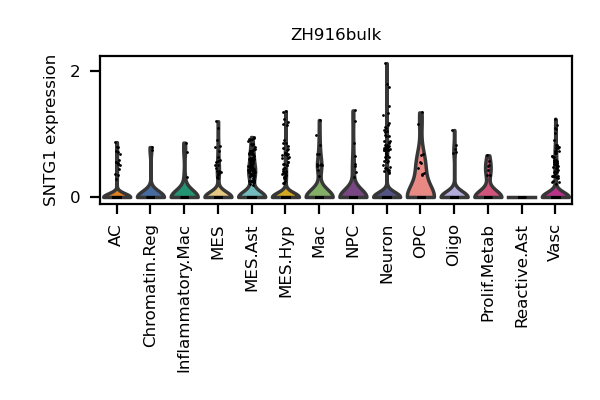 ZH916bulk
SNTG1 expression
2
0
AC
Chromatin.Reg
Inflammatory.Mac
MES
MES.Ast
MES.Hyp
Mac
NPC
Neuron
OPC
Oligo
Prolif.Metab
Reactive.Ast
Vasc